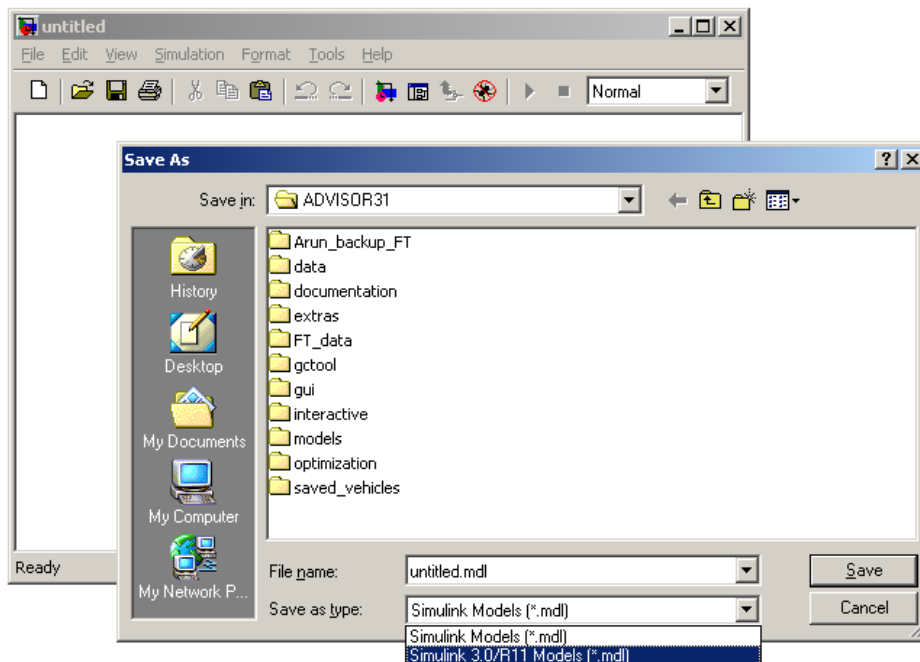 untitled
File Edit View Simulation Format Tools Help
Normal
Save As
Save in: ADVISOR31
Arun_backup_FT
data
documentation
extras
FT_data
gctool
gui
interactive
models
optimization
saved_vehicles
History
Desktop
My Documents
My Computer
My Network P...
Ready
File name: untitled.mdl Save
Save as type: Simulink Models (*.mdl) Cancel
Simulink Models (*.mdl)
Simulink 3.0/R11 Models (*.mdl)